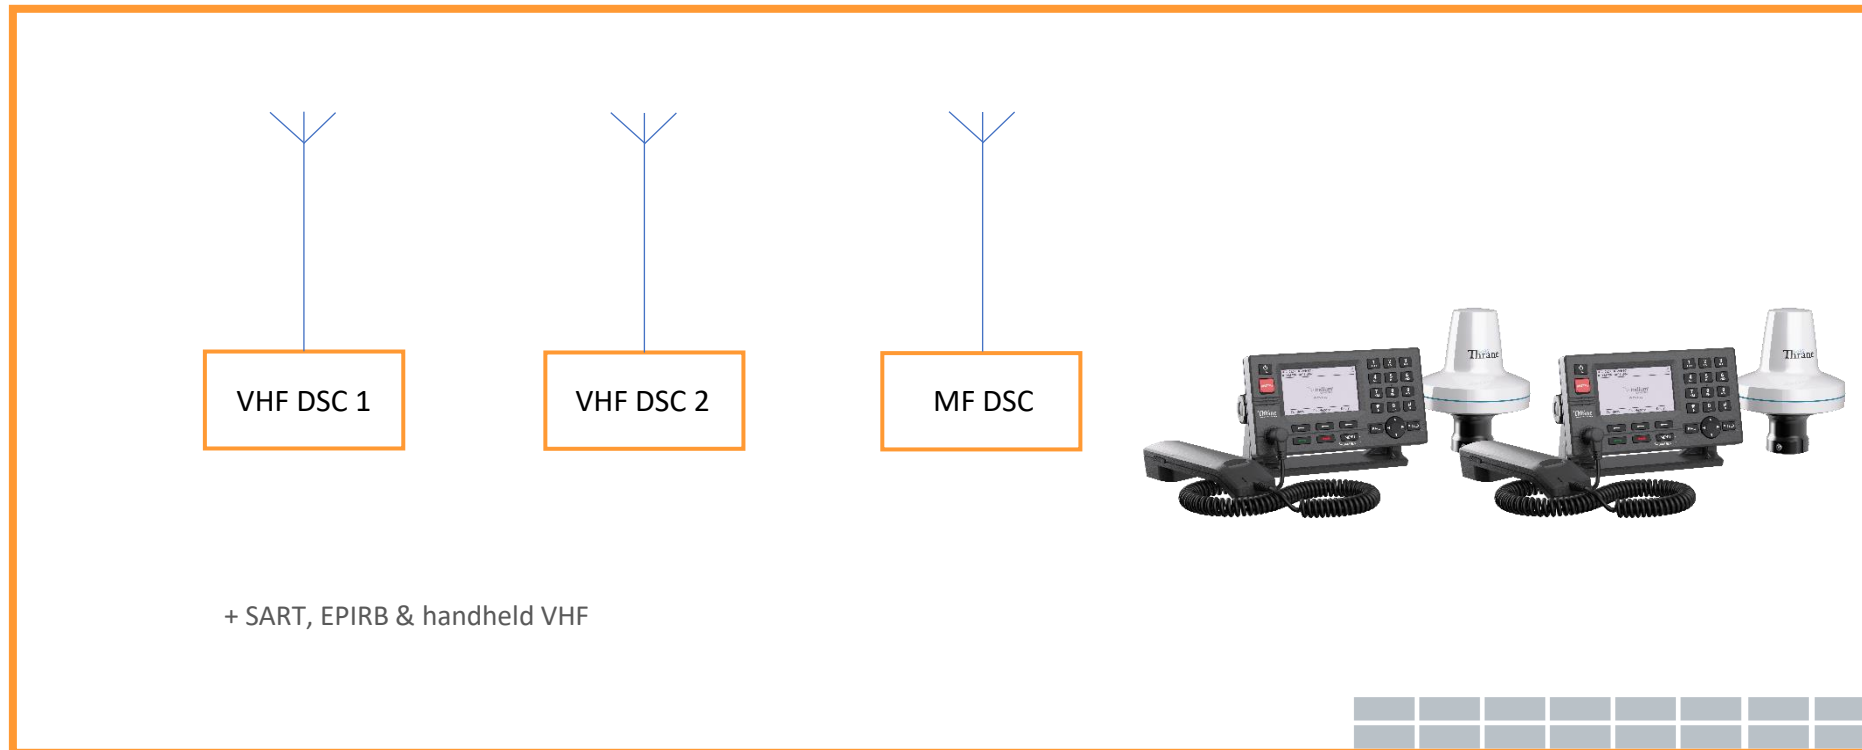 VHF DSC 1
VHF DSC 2
MF DSC
Thrane
Thrane
+ SART, EPIRB & handheld VHF